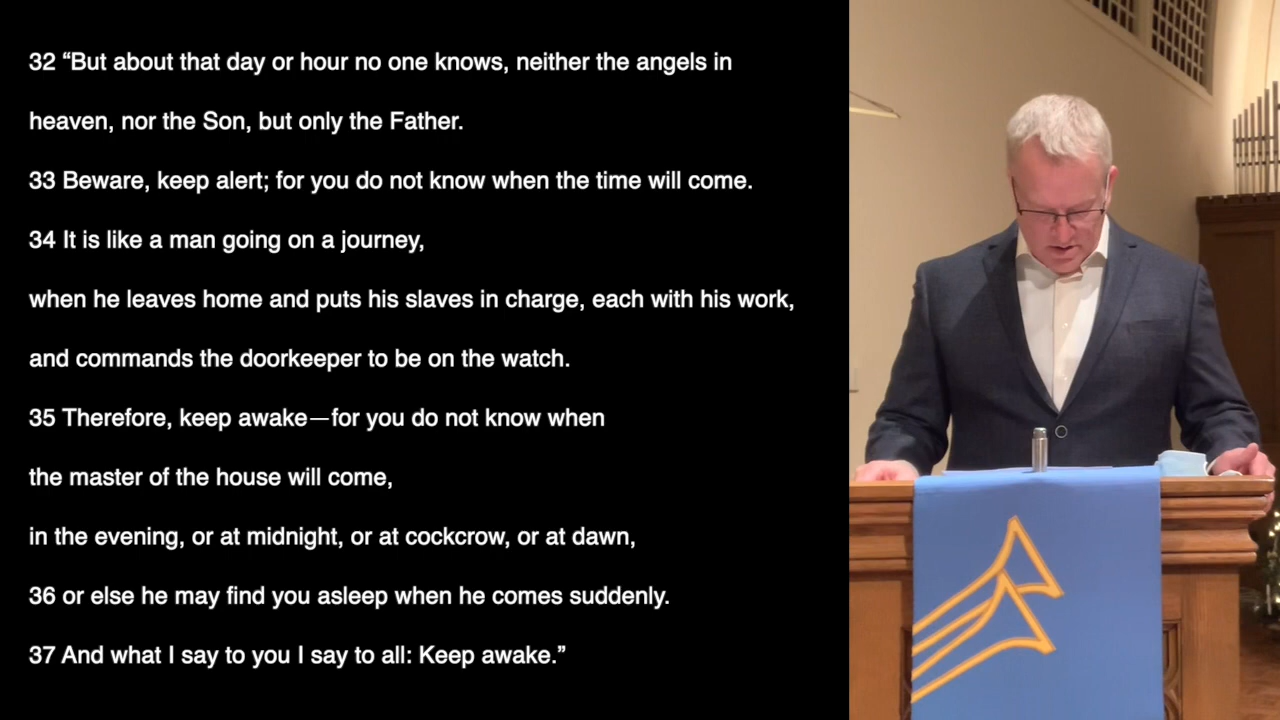 32 “But about that day or hour no one knows, neither the angels in
heaven, nor the Son, but only the Father.
33 Beware, keep alert; for you do not know when the time will come.
34 It is like a man going on a journey,
when he leaves home and puts his slaves in charge, each with his work,
and commands the doorkeeper to be on the watch.
35 Therefore, keep awake—for you do not know when
the master of the house will come,
in the evening, or at midnight, or at cockcrow, or at dawn,
36 or else he may find you asleep when he comes suddenly.
37 And what I say to you I say to all: Keep awake.”